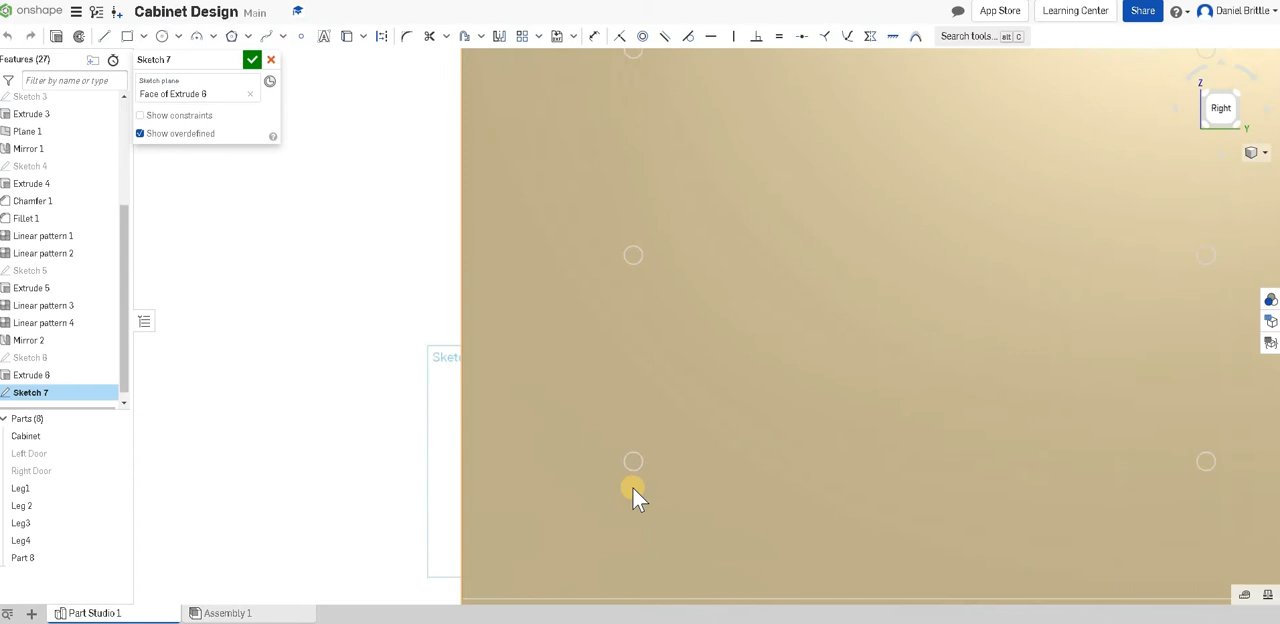 onshape Cabinet Design Main App Store Learning Center Share Daniel Brittle
Search tools... alt C
Features (27)
Filter by name or type
Sketch 3
Extrude 3
Plane 1
Mirror 1
Sketch 4
Extrude 4
Chamfer 1
Fillet 1
Linear pattern 1
Linear pattern 2
Sketch 5
Extrude 5
Linear pattern 3
Linear pattern 4
Mirror 2
Sketch 6
Extrude 6
Sketch 7
Parts (8)
Cabinet
Left Door
Right Door
Leg1
Leg 2
Leg3
Leg4
Part 8
Sketch 7
Sketch plane
Face of Extrude 6
Show constraints
Show overdefined
Sketc
Z
Right
Y
Part Studio 1 Assembly 1